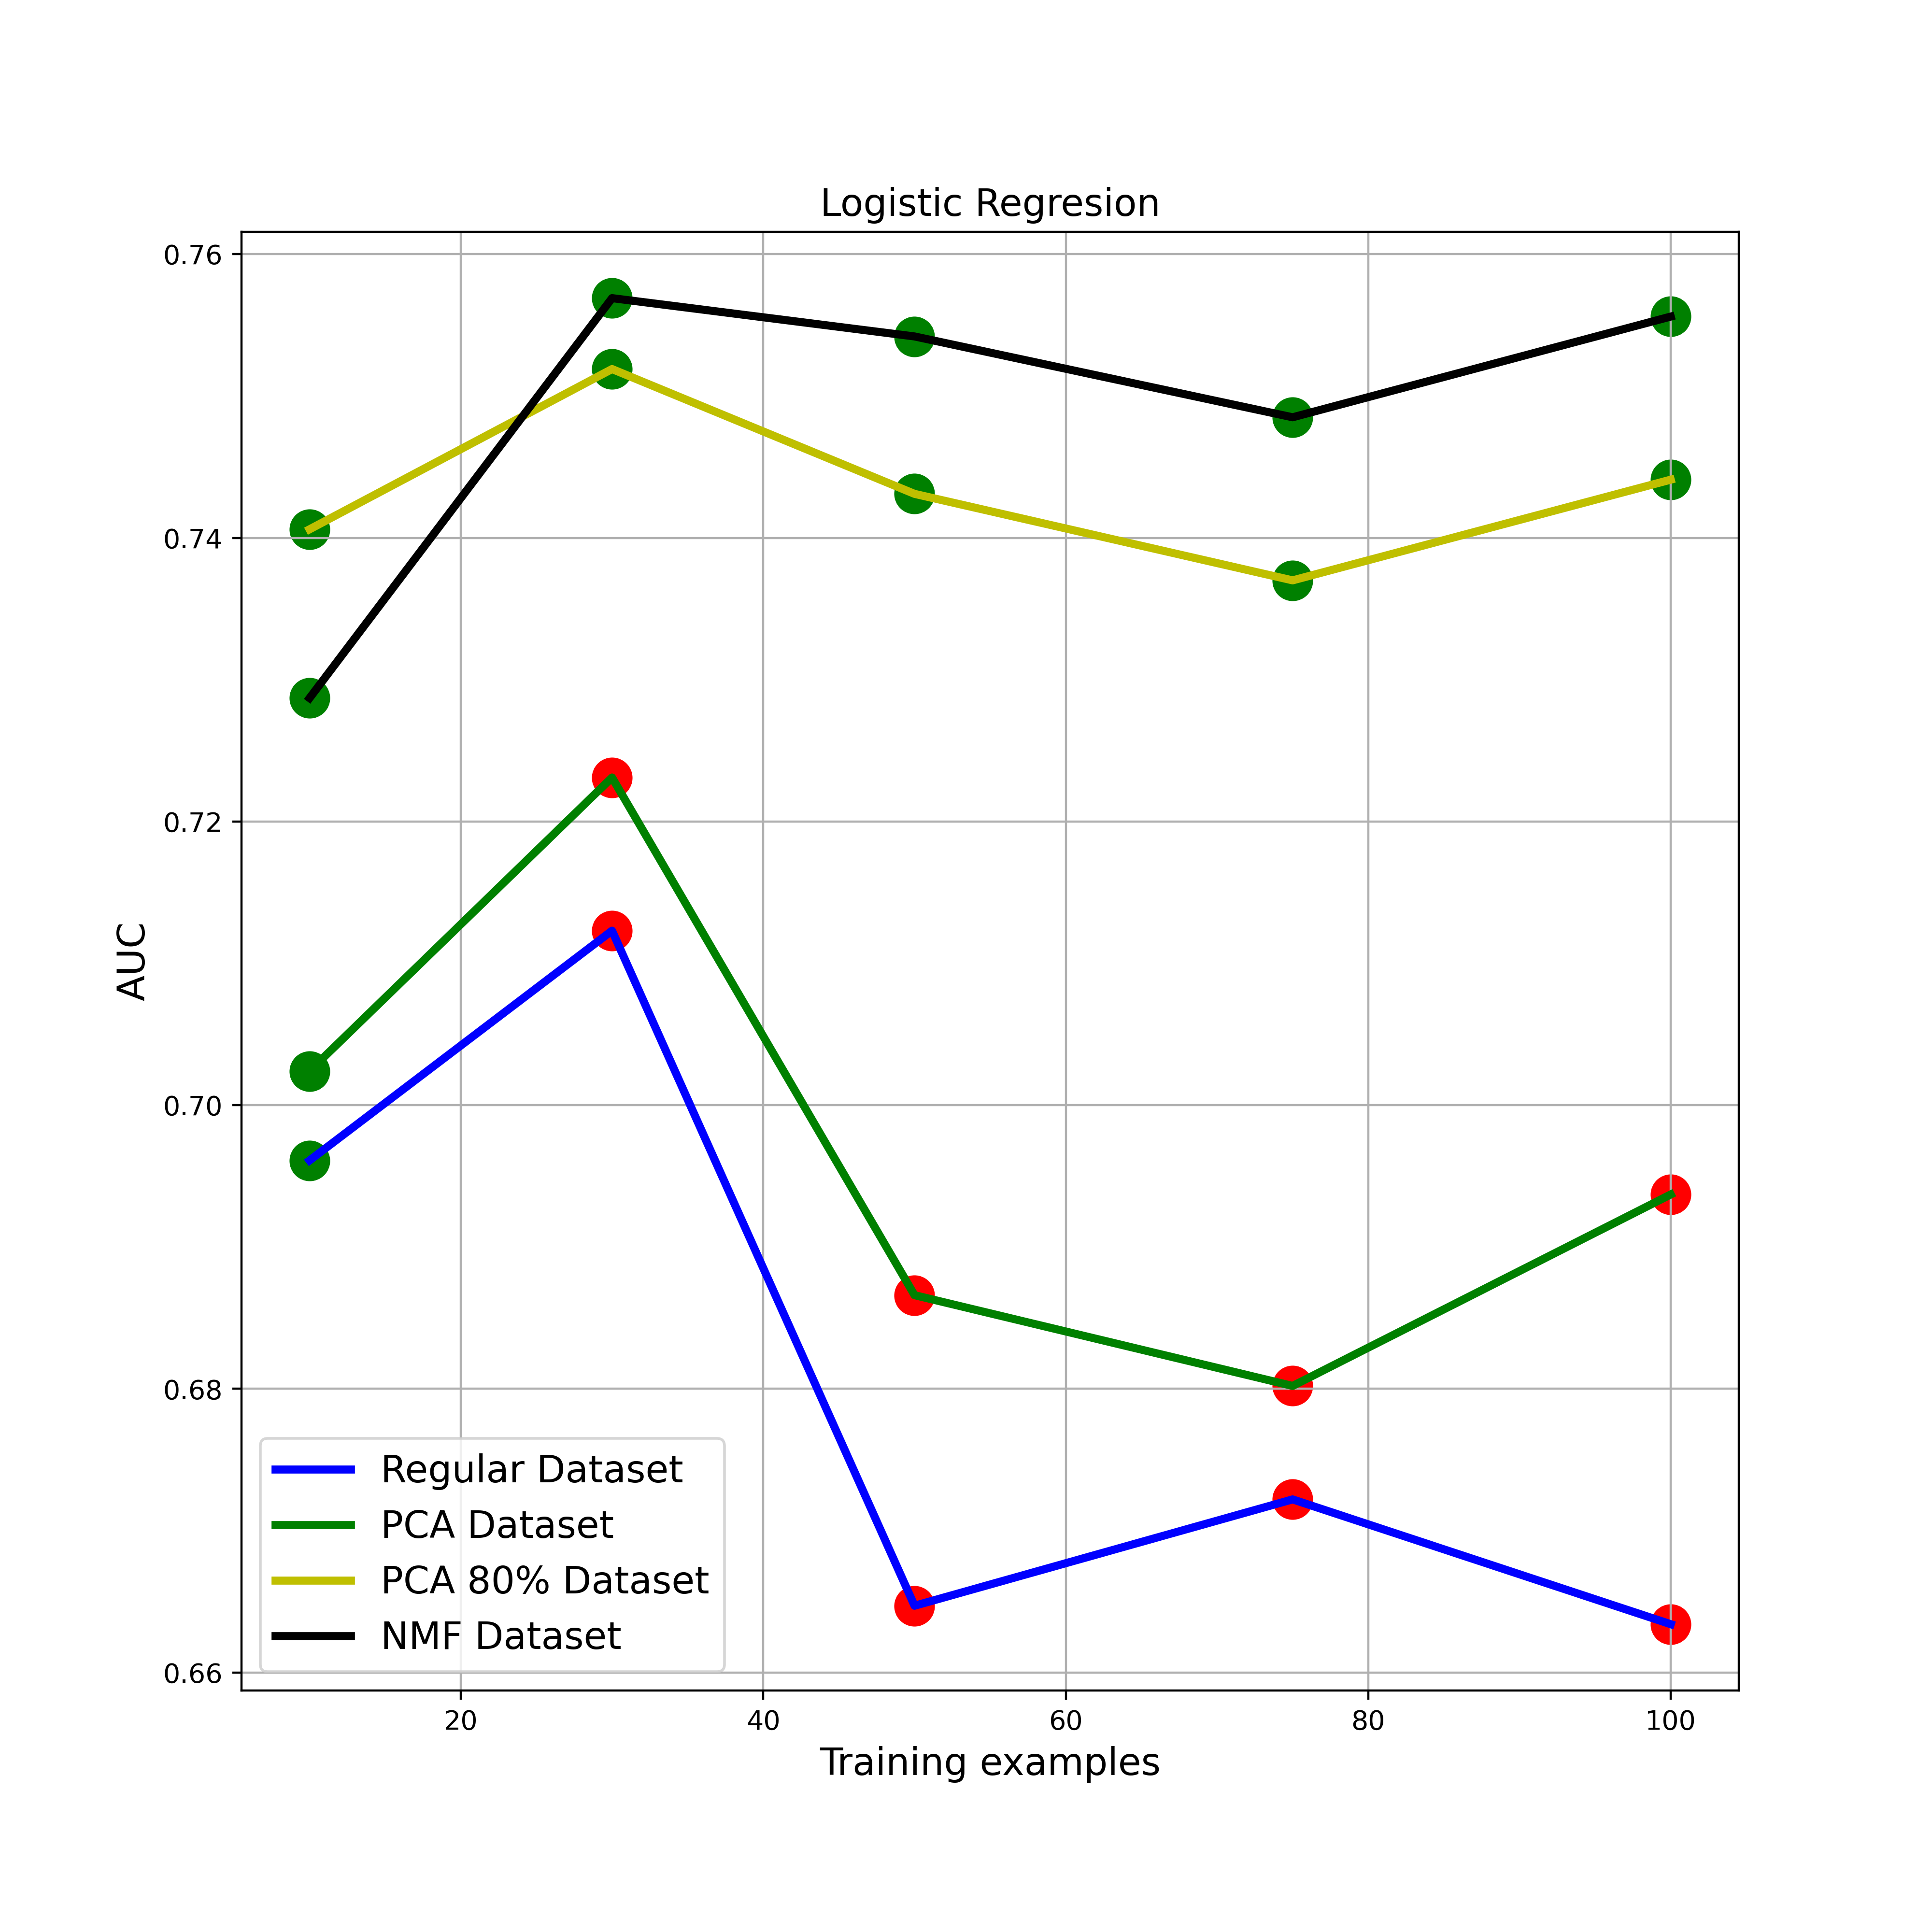 Logistic Regresion
0.76
0.74
0.72
0.70
0.68
0.66
AUC
Regular Dataset
PCA Dataset
PCA 80% Dataset
NMF Dataset
20 40 60 80 100
Training examples